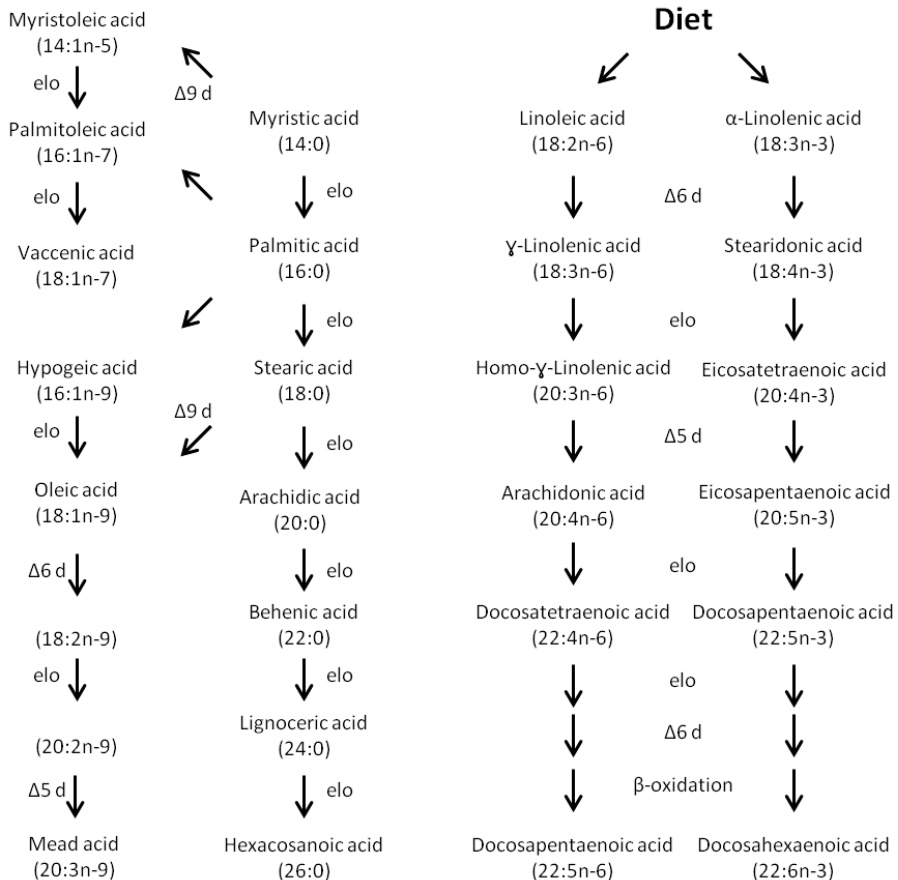 Myristoleic acid
(14:1n-5)
elo
Δ9 d
Palmitoleic acid
(16:1n-7)
elo
Vaccenic acid
(18:1n-7)
Hypogeic acid
(16:1n-9)
elo
Δ9 d
Oleic acid
(18:1n-9)
Δ6 d
(18:2n-9)
elo
(20:2n-9)
Δ5 d
Mead acid
(20:3n-9)
Myristic acid
(14:0)
elo
Palmitic acid
(16:0)
elo
Stearic acid
(18:0)
elo
Arachidic acid
(20:0)
elo
Behenic acid
(22:0)
elo
Lignoceric acid
(24:0)
elo
Hexacosanoic acid
(26:0)
Diet
Linoleic acid
(18:2n-6)
α-Linolenic acid
(18:3n-3)
Δ6 d
ɣ-Linolenic acid
(18:3n-6)
Stearidonic acid
(18:4n-3)
elo
Homo-ɣ-Linolenic acid
(20:3n-6)
Eicosatetraenoic acid
(20:4n-3)
Δ5 d
Arachidonic acid
(20:4n-6)
Eicosapentaenoic acid
(20:5n-3)
elo
Docosatetraenoic acid
(22:4n-6)
Docosapentaenoic acid
(22:5n-3)
elo
Δ6 d
β-oxidation
Docosapentaenoic acid
(22:5n-6)
Docosahexaenoic acid
(22:6n-3)